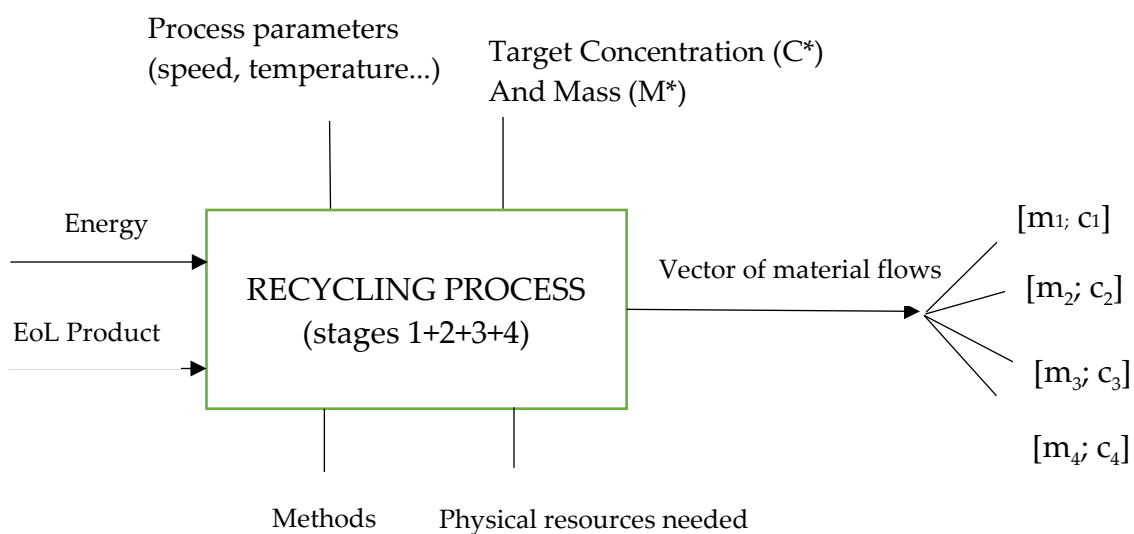 Process parameters
(speed, temperature...)
Target Concentration (C*)
And Mass (M*)
Energy
EoL Product
RECYCLING PROCESS
(stages 1+2+3+4)
Vector of material flows
[m1; c1]
[m2; c2]
[m3; c3]
[m4; c4]
Methods
Physical resources needed